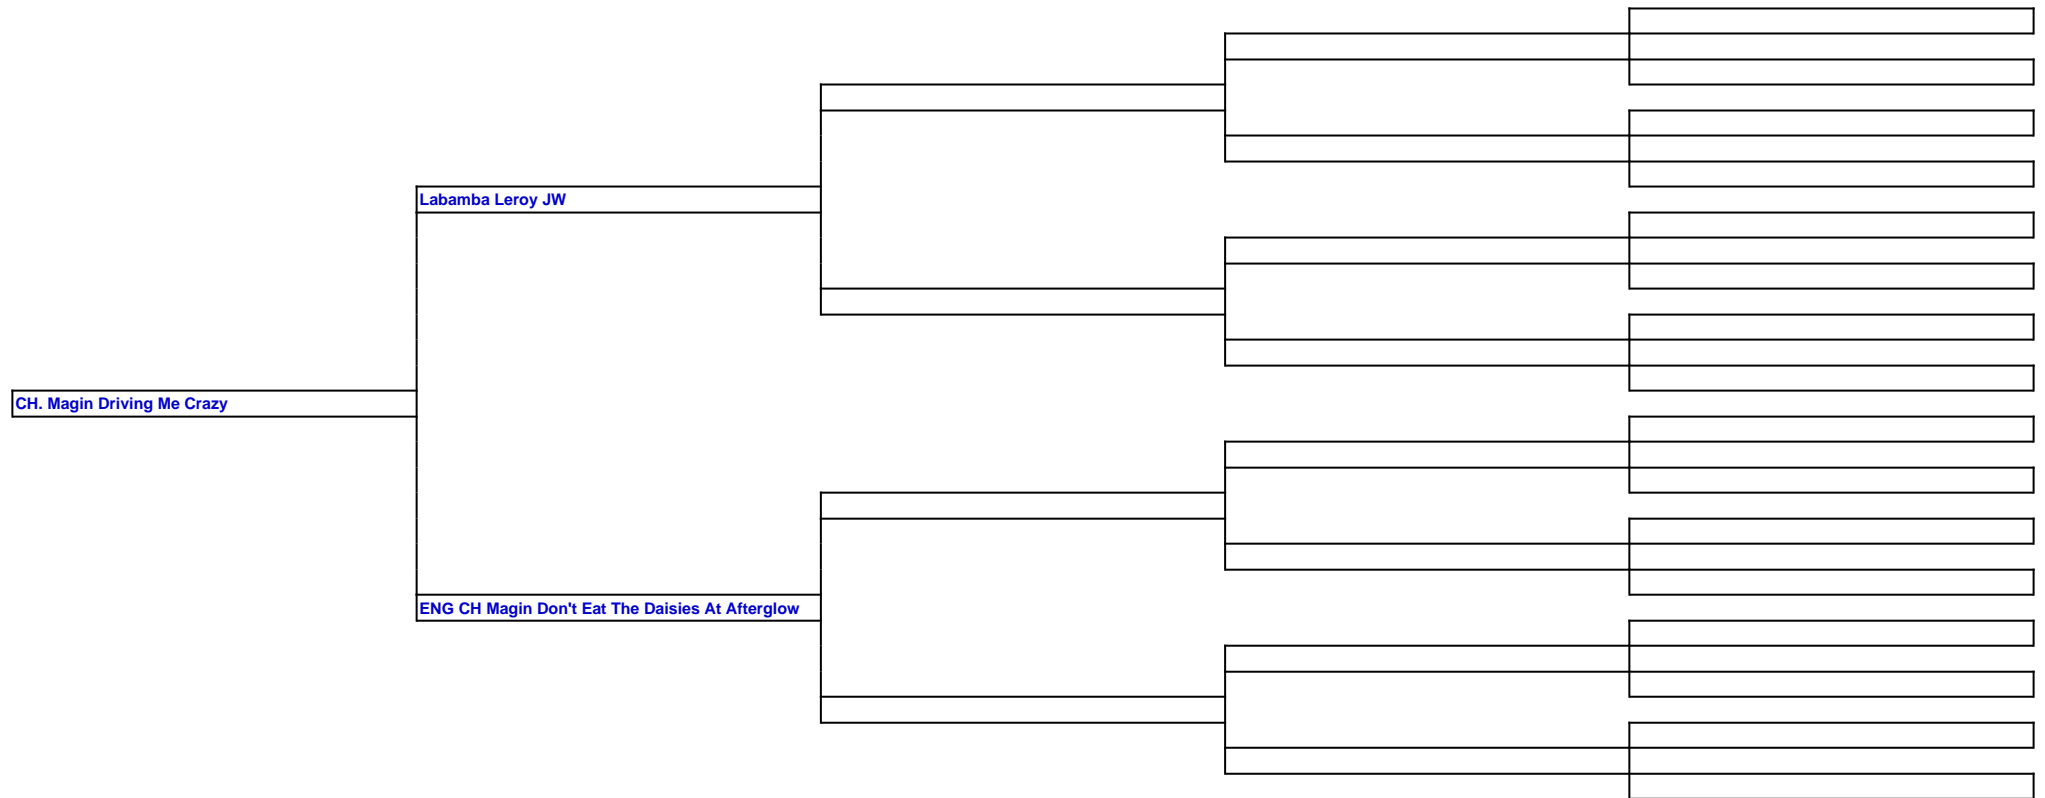 Labamba Leroy JW
CH. Magin Driving Me Crazy
ENG CH Magin Don't Eat The Daisies At Afterglow